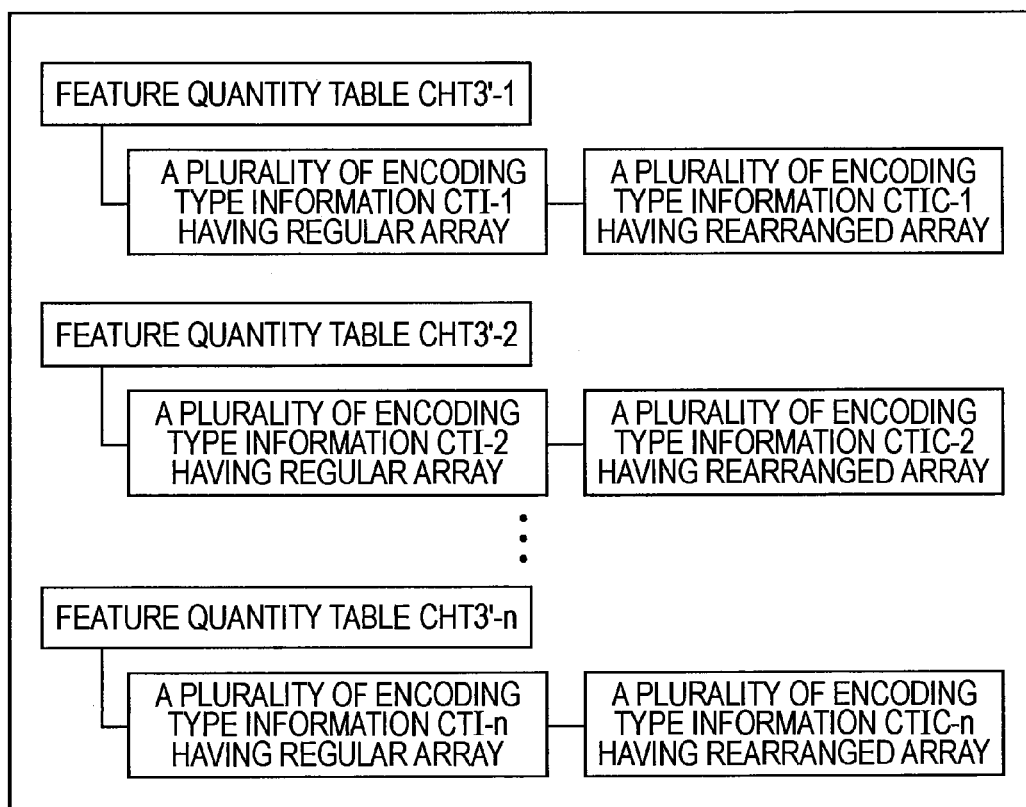 FEATURE QUANTITY TABLE CHT3'-1
A PLURALITY OF ENCODING
TYPE INFORMATION CTI-1
HAVING REGULAR ARRAY
A PLURALITY OF ENCODING
TYPE INFORMATION CTIC-1
HAVING REARRANGED ARRAY
FEATURE QUANTITY TABLE CHT3'-2
A PLURALITY OF ENCODING
TYPE INFORMATION CTI-2
HAVING REGULAR ARRAY
A PLURALITY OF ENCODING
TYPE INFORMATION CTIC-2
HAVING REARRANGED ARRAY
FEATURE QUANTITY TABLE CHT3'-n
A PLURALITY OF ENCODING
TYPE INFORMATION CTI-n
HAVING REGULAR ARRAY
A PLURALITY OF ENCODING
TYPE INFORMATION CTIC-n
HAVING REARRANGED ARRAY